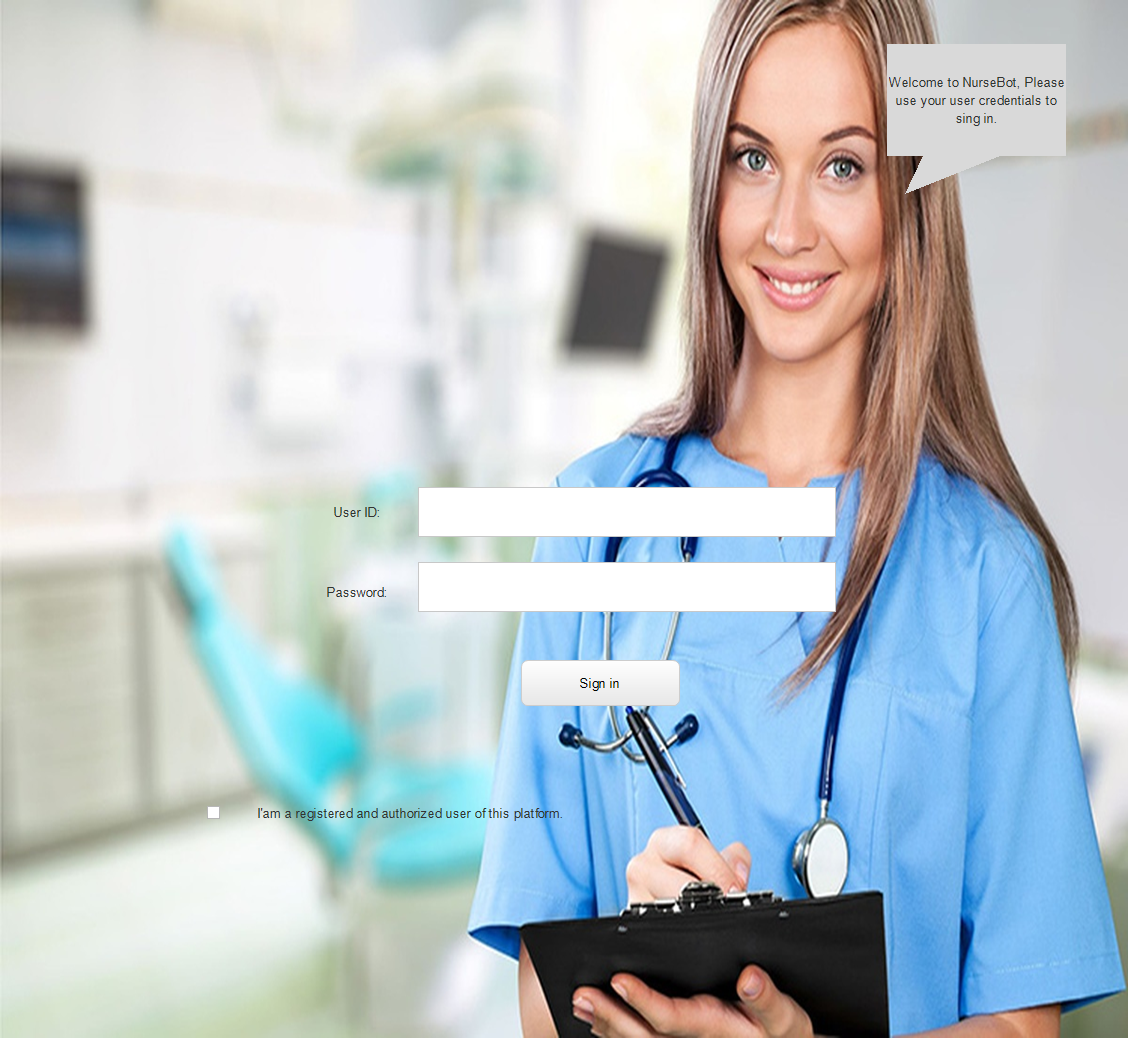 Welcome to NurseBot, Please
use your user credentials to
sing in.
User ID:
Password:
Sign in
I'am a registered and authorized user of this platform.